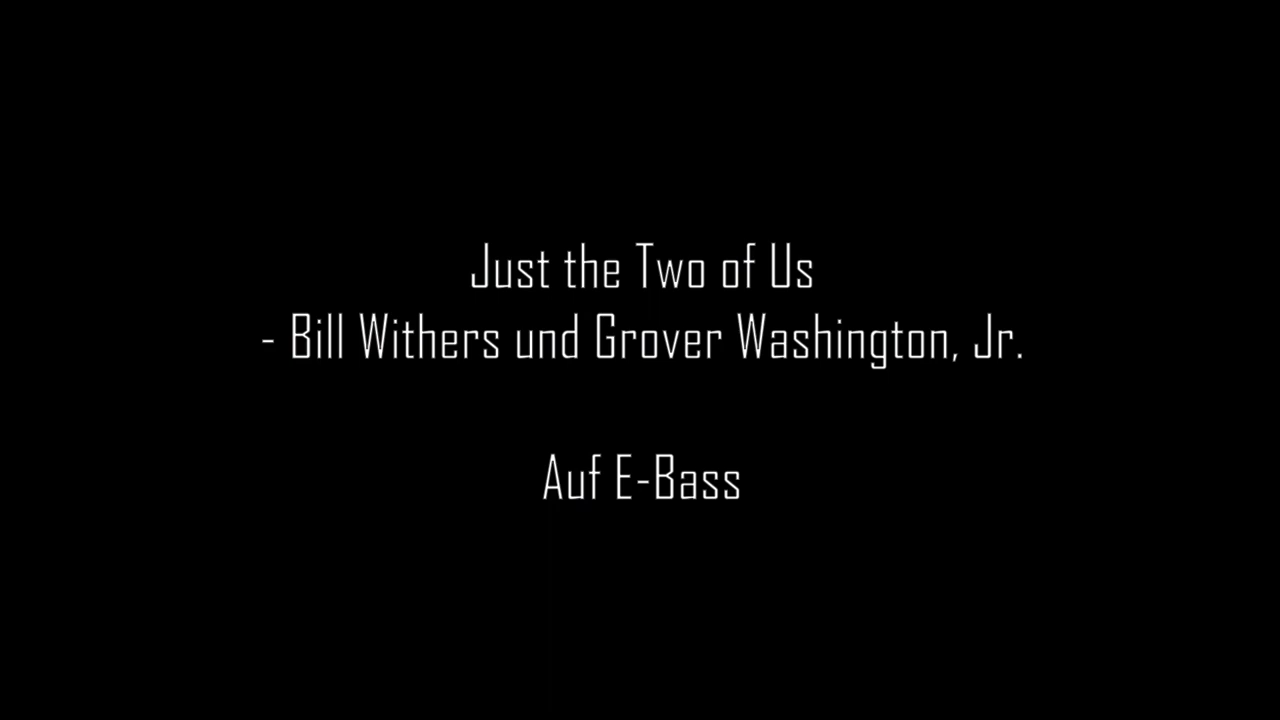 Just the Two of Us
- Bill Withers und Grover Washington, Jr.
Auf E-Bass